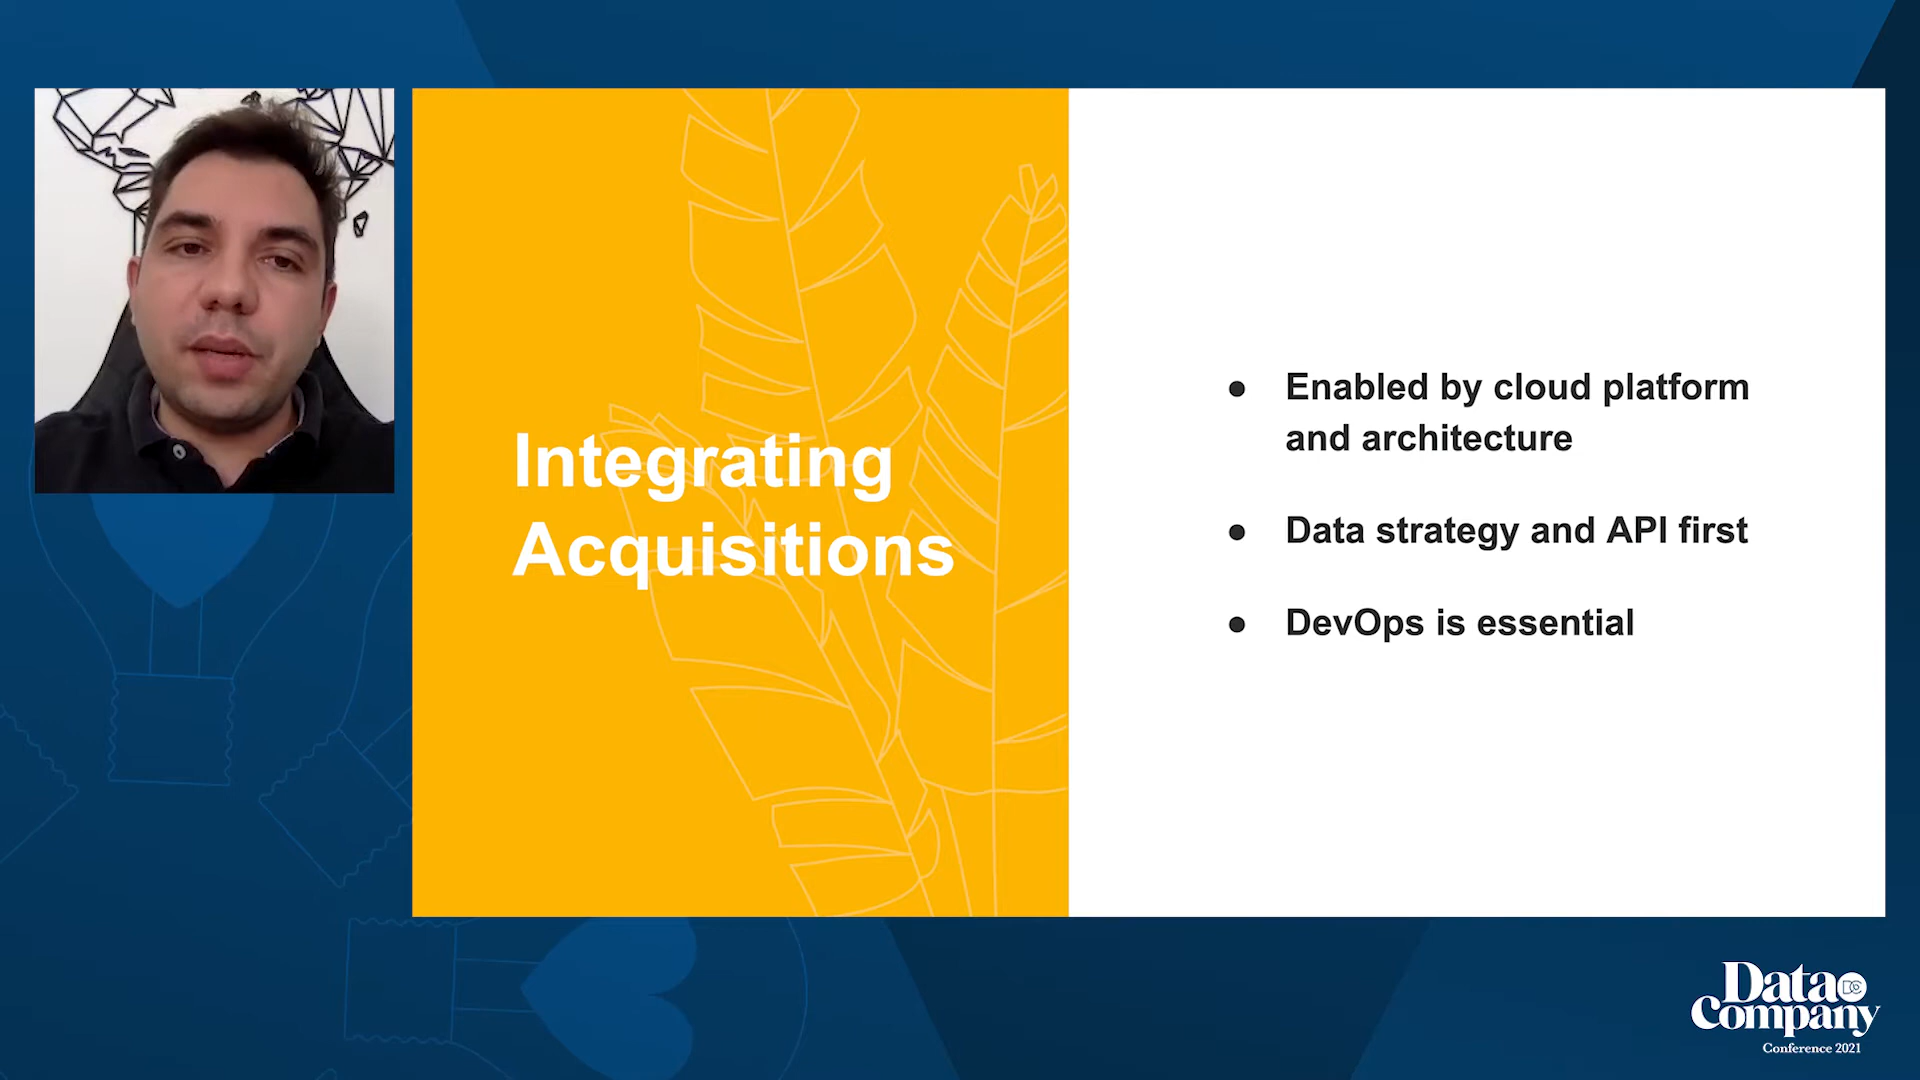 Integrating
Acquisitions
● Enabled by cloud platform
and architecture
● Data strategy and API first
● DevOps is essential
Data DC
Company
Conference 2021